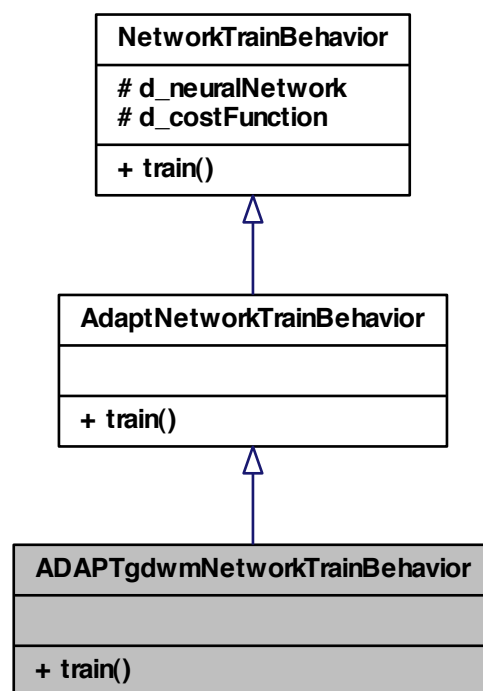 NetworkTrainBehavior
# d_neuralNetwork
# d_costFunction
+ train()
AdaptNetworkTrainBehavior
+ train()
ADAPTgdwmNetworkTrainBehavior
+ train()